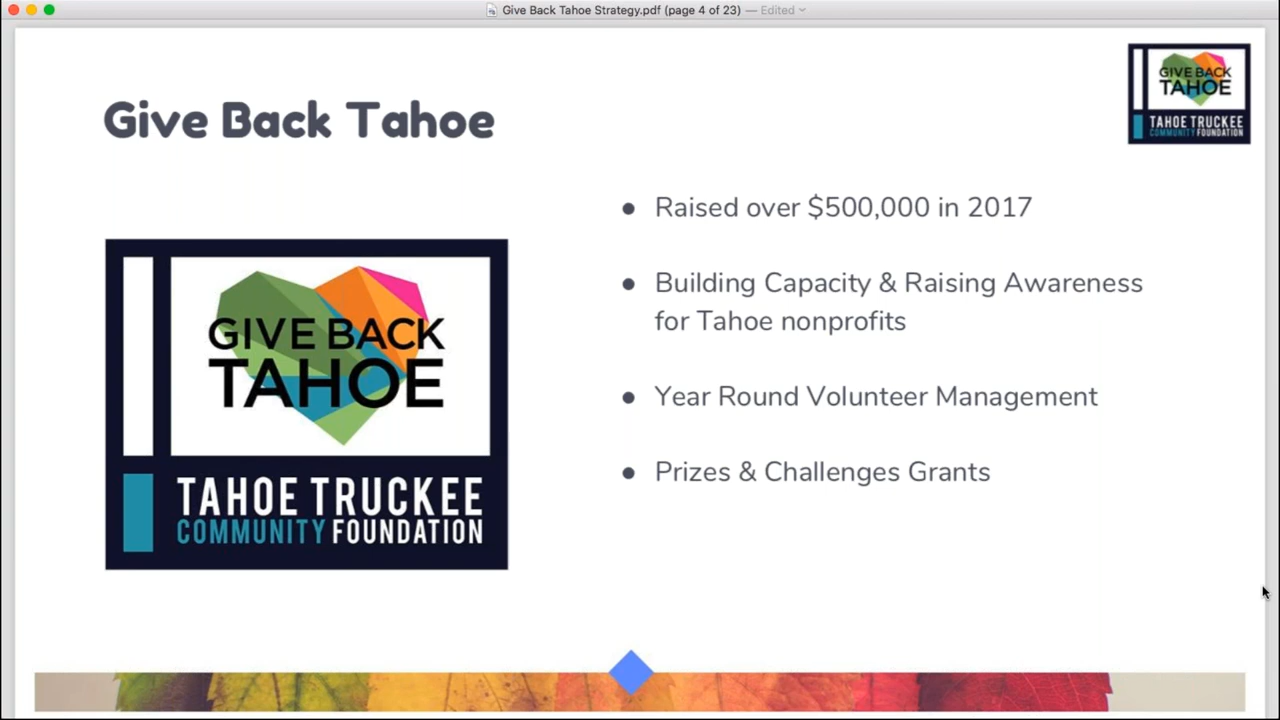 Give Back Tahoe Strategy.pdf (page 4 of 23) — Edited
GIVE BACK
TAHOE
TAHOE TRUCKEE
COMMUNITY FOUNDATION
Give Back Tahoe
GIVE BACK
TAHOE
TAHOE TRUCKEE
COMMUNITY FOUNDATION
● Raised over $500,000 in 2017
● Building Capacity & Raising Awareness
for Tahoe nonprofits
● Year Round Volunteer Management
● Prizes & Challenges Grants